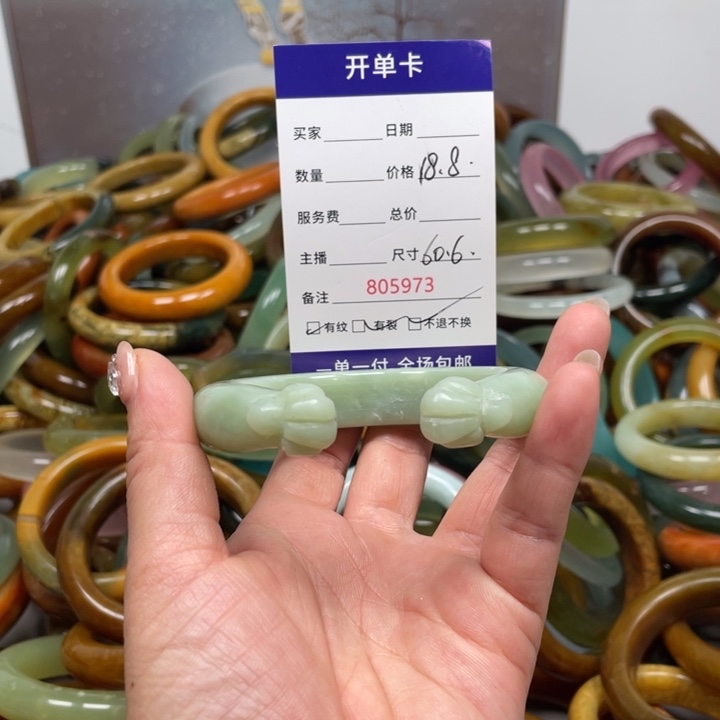 开单卡
买家 日期
数量 价格 18.8.
服务费 总价
主播 尺寸 60.6.
备注 805973
有纹 有裂 不退不换
一单一付 全场包邮